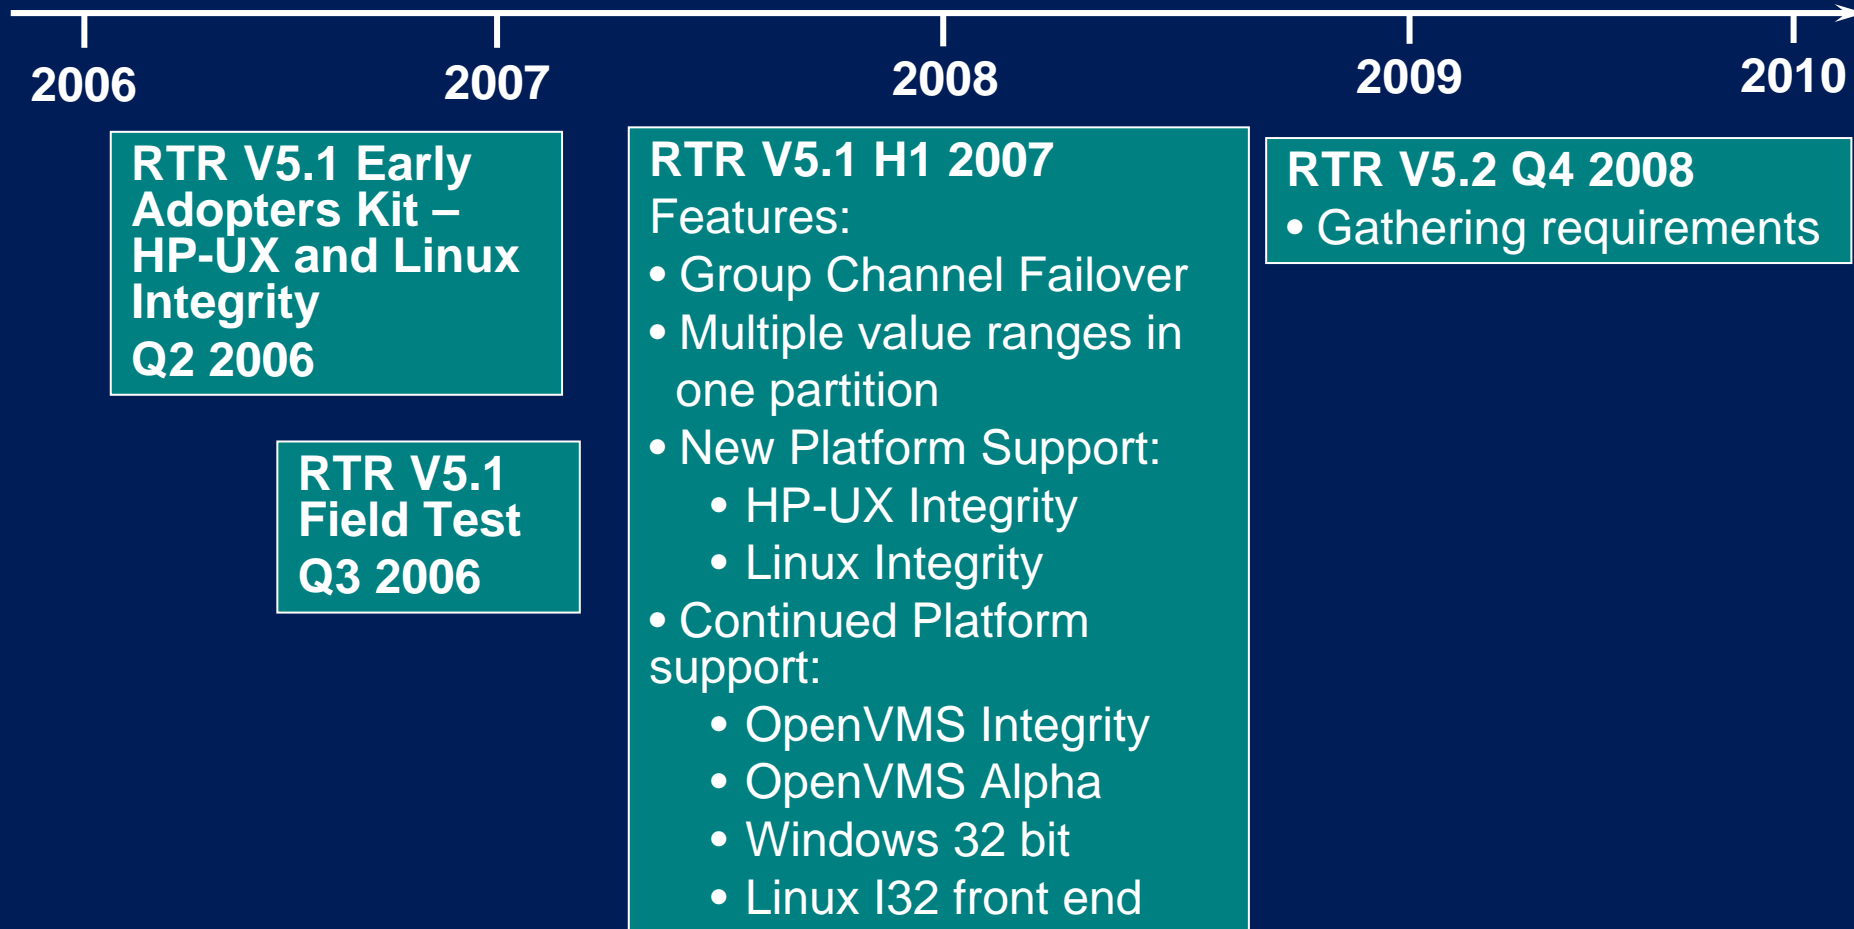 2006
2007
2008
2009
2010
RTR V5.1 Early
Adopters Kit –
HP-UX and Linux
Integrity
Q2 2006
RTR V5.1
Field Test
Q3 2006
RTR V5.1 H1 2007
Features:
• Group Channel Failover
• Multiple value ranges in
one partition
• New Platform Support:
• HP-UX Integrity
• Linux Integrity
• Continued Platform
support:
• OpenVMS Integrity
• OpenVMS Alpha
• Windows 32 bit
• Linux I32 front end
RTR V5.2 Q4 2008
• Gathering requirements